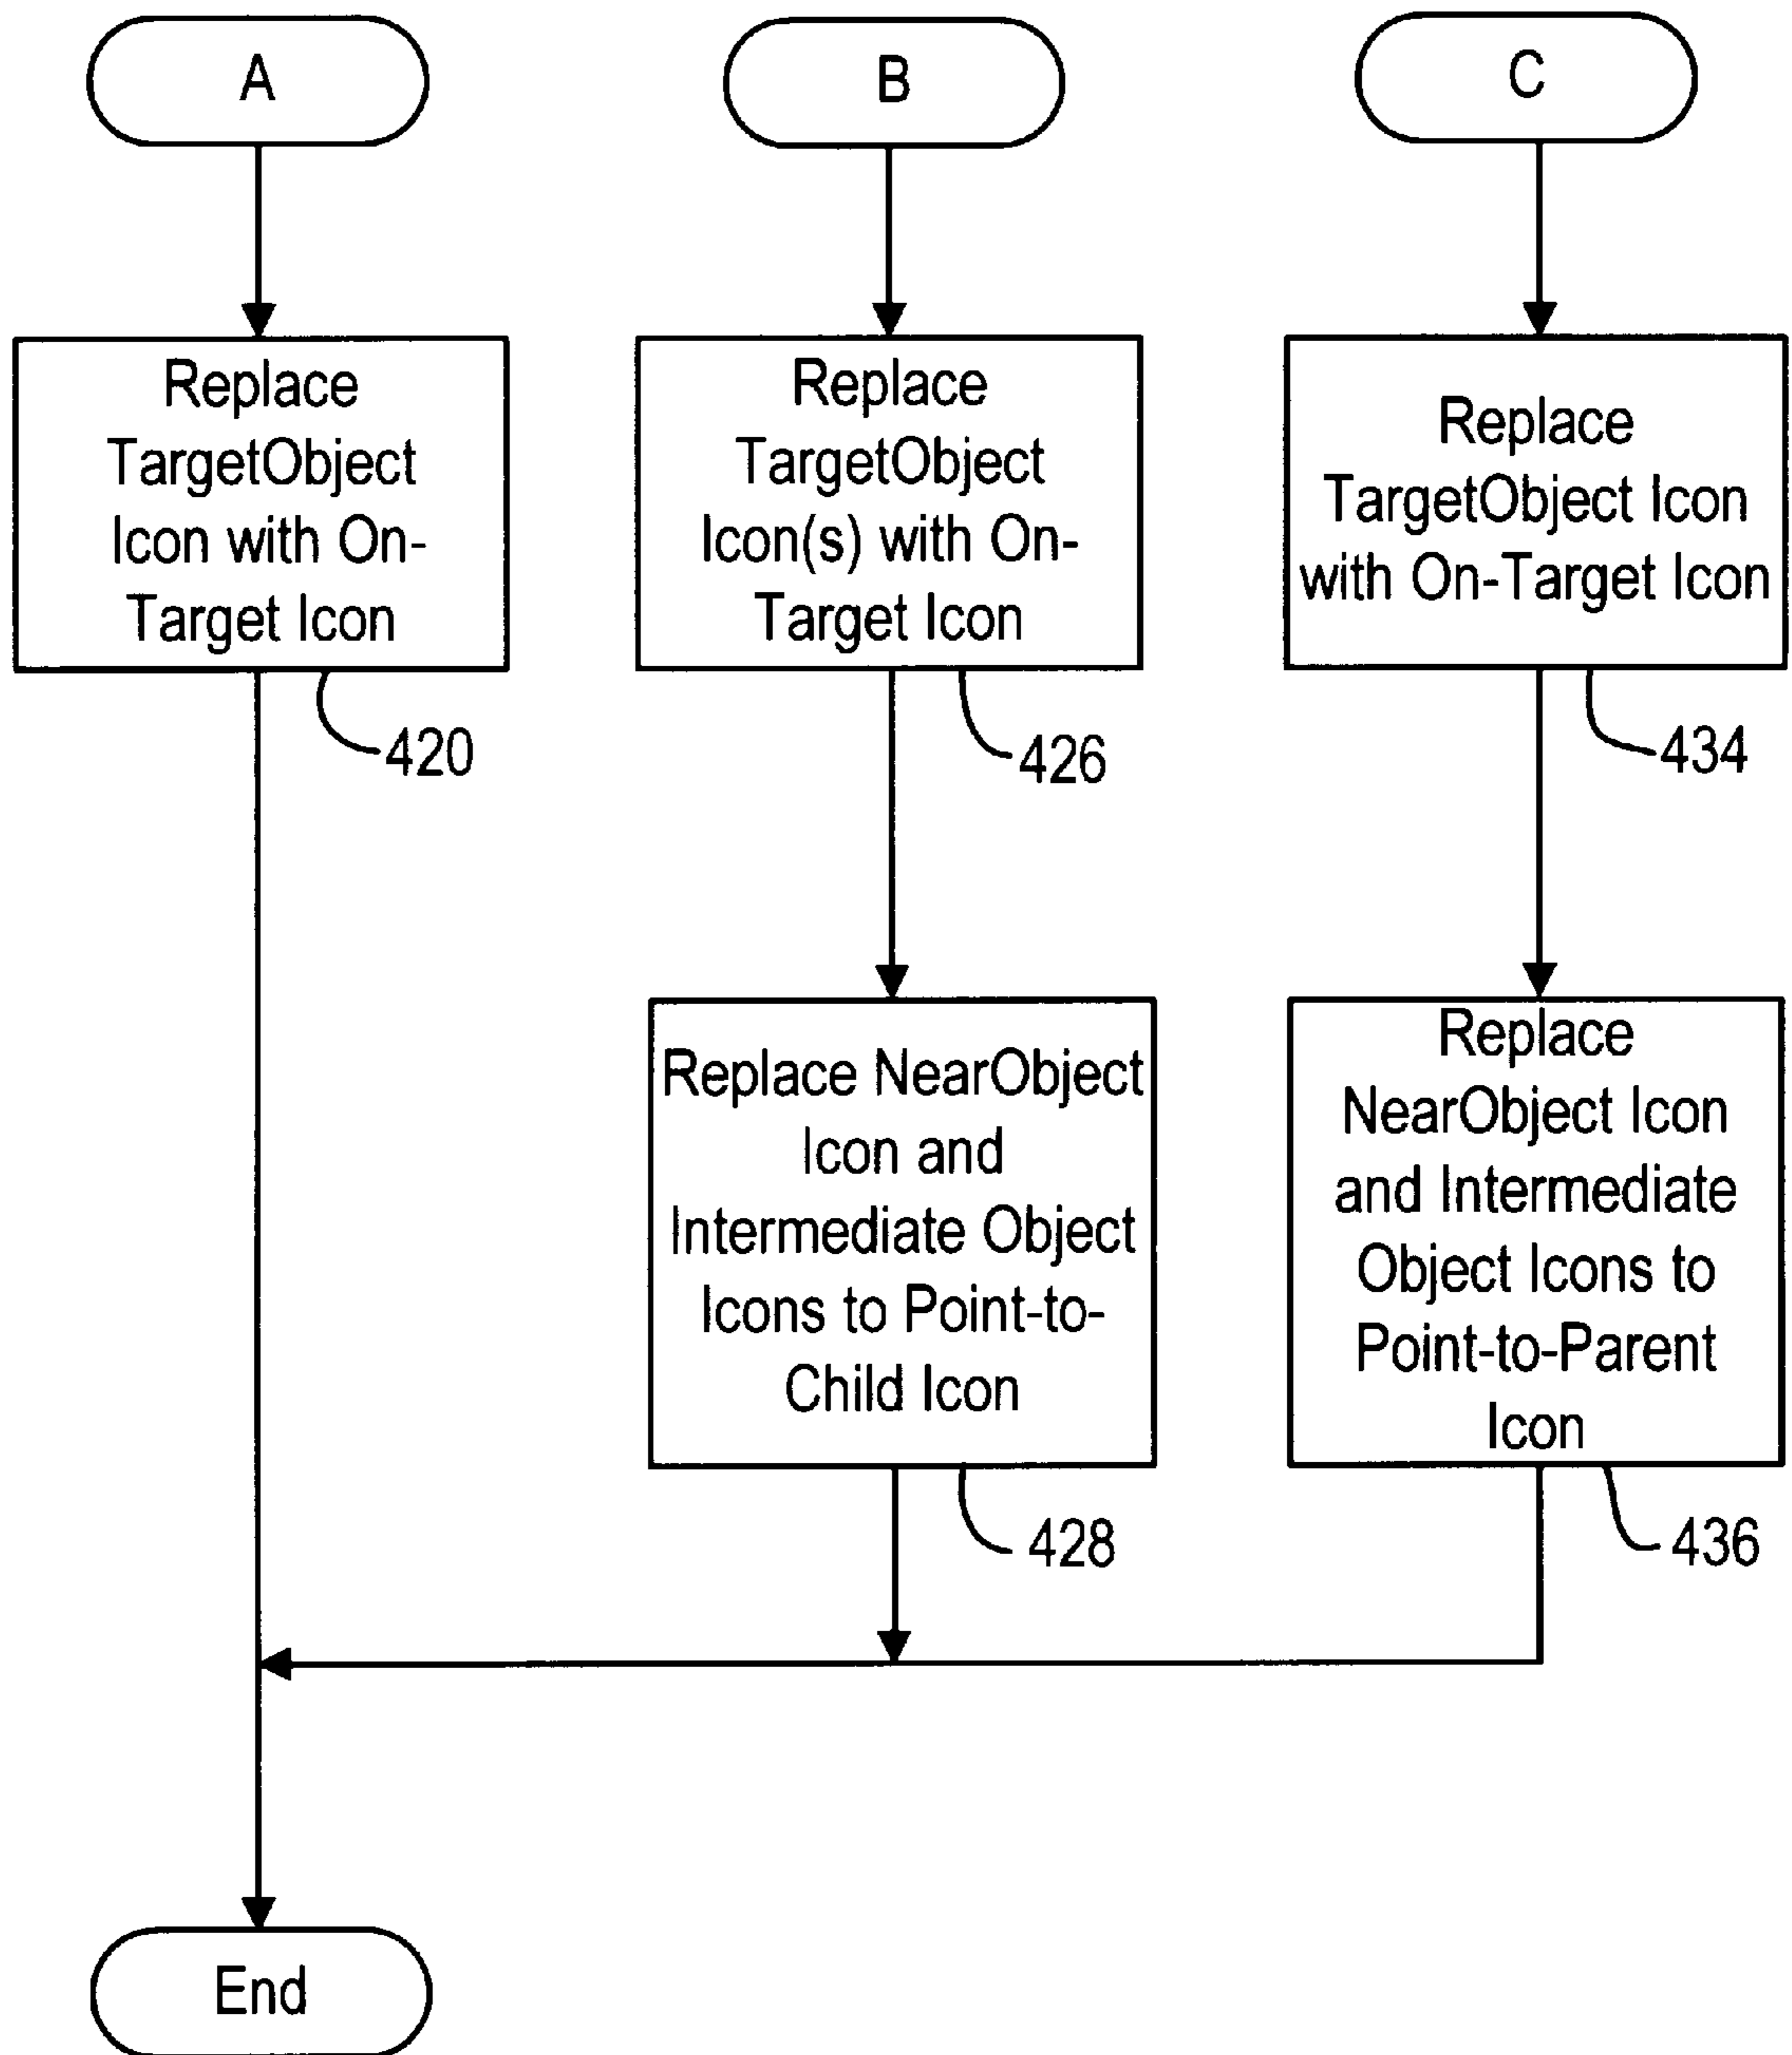 A
B
C
Replace
TargetObject
Icon with On-
Target Icon
420
Replace
TargetObject
Icon(s) with On-
Target Icon
426
Replace
TargetObject Icon
with On-Target Icon
434
Replace NearObject
Icon and
Intermediate Object
Icons to Point-to-
Child Icon
428
Replace
NearObject Icon
and Intermediate
Object Icons to
Point-to-Parent
Icon
436
End